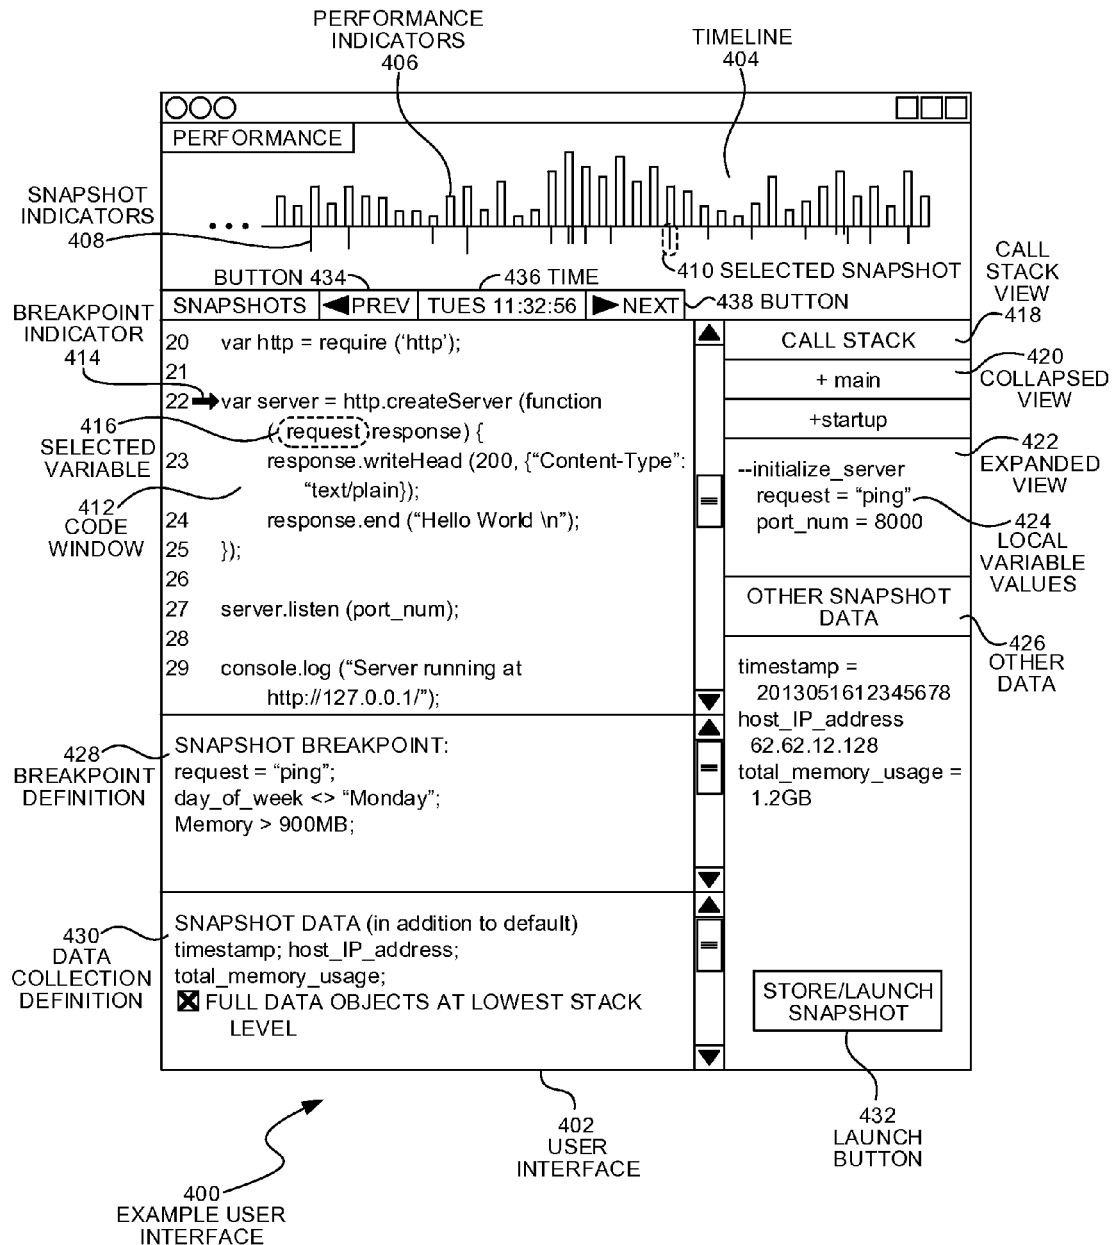 PERFORMANCE
INDICATORS
406
TIMELINE
404
PERFORMANCE
SNAPSHOT
INDICATORS
408
410 SELECTED SNAPSHOT
CALL
STACK
VIEW
418
BUTTON 434
436 TIME
438 BUTTON
SNAPSHOTS
PREV
TUES 11:32:56
NEXT
BREAKPOINT
INDICATOR
414
20 var http = require (‘http’);
21
22 var server = http.createServer (function
( request response) {
23 response.writeHead (200, {“Content-Type”:
“text/plain});
24 response.end (“Hello World \n”);
25 });
26
27 server.listen (port_num);
28
29 console.log (“Server running at
http://127.0.0.1/”);
416
SELECTED
VARIABLE
412
CODE
WINDOW
CALL STACK
+ main
+startup
--initialize_server
request = “ping”
port_num = 8000
420
COLLAPSED
VIEW
422
EXPANDED
VIEW
424
LOCAL
VARIABLE
VALUES
OTHER SNAPSHOT
DATA
426
OTHER
DATA
timestamp =
2013051612345678
host_IP_address
62.62.12.128
total_memory_usage =
1.2GB
428
BREAKPOINT
DEFINITION
SNAPSHOT BREAKPOINT:
request = “ping”;
day_of_week <> “Monday”;
Memory > 900MB;
430
DATA
COLLECTION
DEFINITION
SNAPSHOT DATA (in addition to default)
timestamp; host_IP_address;
total_memory_usage;
FULL DATA OBJECTS AT LOWEST STACK
LEVEL
STORE/LAUNCH
SNAPSHOT
402
USER
INTERFACE
432
LAUNCH
BUTTON
400
EXAMPLE USER
INTERFACE